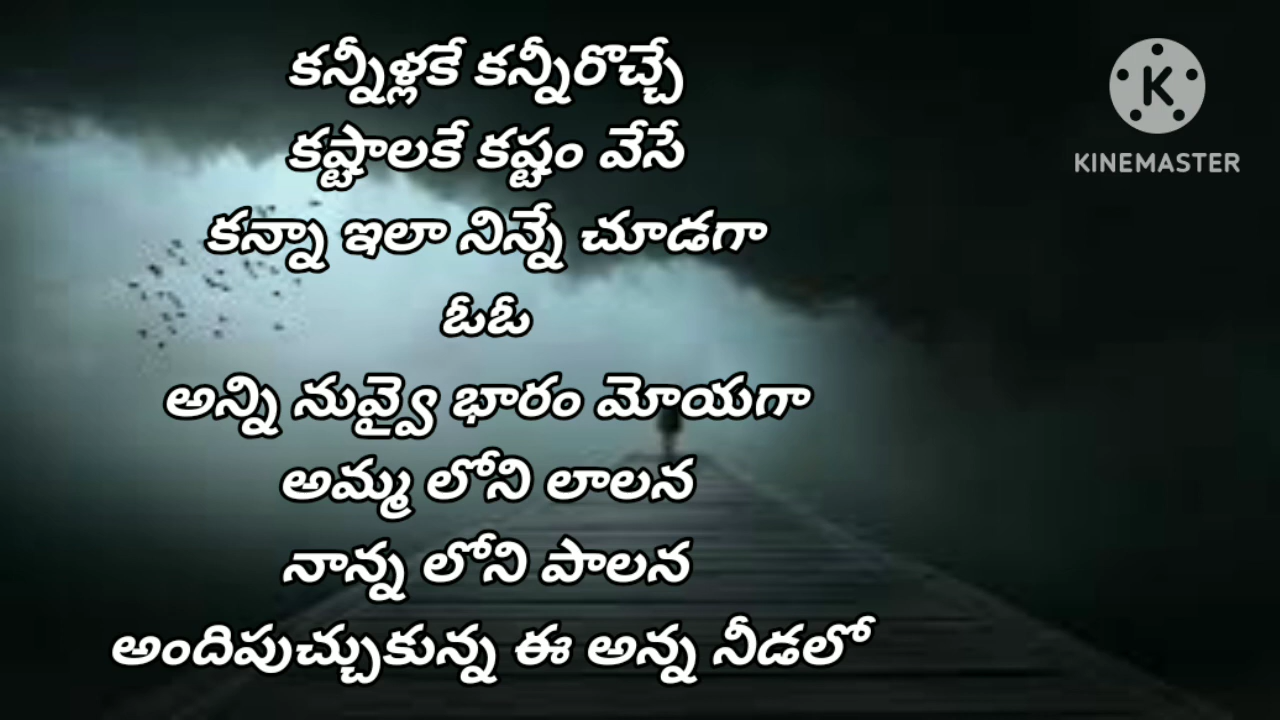 కన్నీళ్లకే కన్నీరొచ్చే
కష్టాలకే కష్టం వేసే
కన్నా ఇలా నిన్నే చూడగా
ఓఓ
అన్ని నువ్వై భారం మోయగా
అమ్మ లోని లాలన
నాన్న లోని పాలన
అందిపుచ్చుకున్న ఈ అన్న నీడలో
K
KINEMASTER